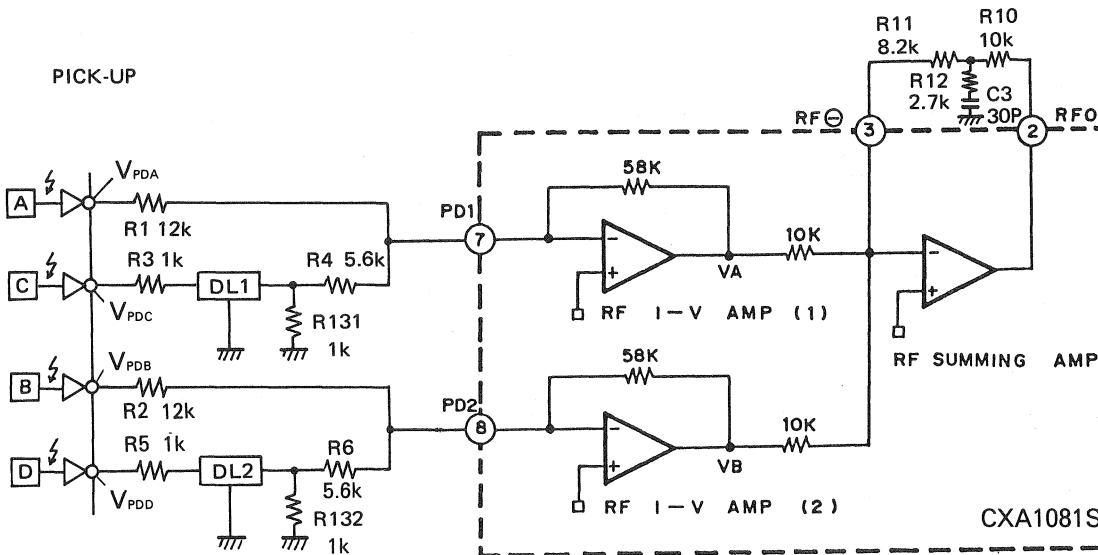 PICK-UP
R11
8.2k
R10
10k
R12
2.7k
C3
30P
RF⊖
3
2
RFO
A
VPDA
R1 12k
C
R3 1k
DL1
R4 5.6k
VPDC
R131
1k
PD1
7
58K
−
+
VA
10K
RF I-V AMP (1)
−
+
RF SUMMING AMP
B
VPDB
R2 12k
D
R5 1k
DL2
R6
5.6k
VPDD
R132
1k
PD2
8
58K
−
+
VB
10K
RF I-V AMP (2)
CXA1081S